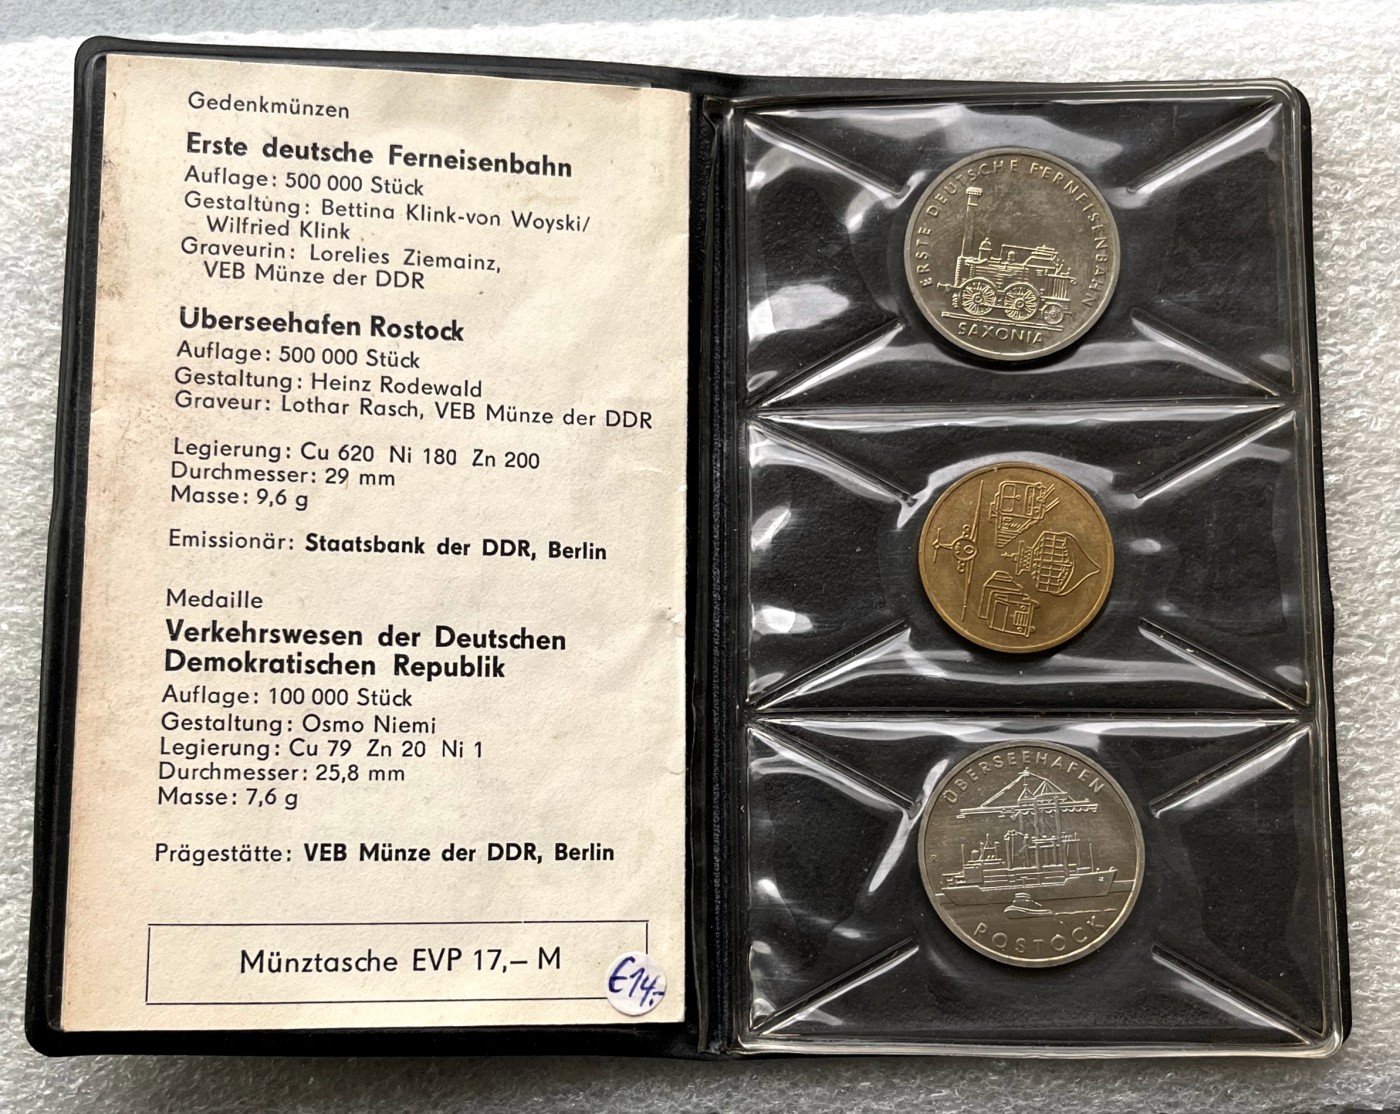 Gedenkmünzen
Erste deutsche Ferneisenbahn
Auflage: 500 000 Stück
Gestaltung: Bettina Klink-von Woyski/
Wilfried Klink
Graveurin: Lorelies Ziemainz,
VEB Münze der DDR
Überseehafen Rostock
Auflage: 500 000 Stück
Gestaltung: Heinz Rodewald
Graveur: Lothar Rasch, VEB Münze der DDR
Legierung: Cu 620 Ni 180 Zn 200
Durchmesser: 29 mm
Masse: 9,6 g
Emissionär: Staatsbank der DDR, Berlin
Medaille
Verkehrswesen der Deutschen
Demokratischen Republik
Auflage: 100 000 Stück
Gestaltung: Osmo Niemi
Legierung: Cu 79 Zn 20 Ni 1
Durchmesser: 25,8 mm
Masse: 7,6 g
Prägestätte: VEB Münze der DDR, Berlin
Münztasche EVP 17,– M
€14,-
ERSTE DEUTSCHE FERNEISENBAHN
SAXONIA
ÜBERSEEHAFEN
ROSTOCK